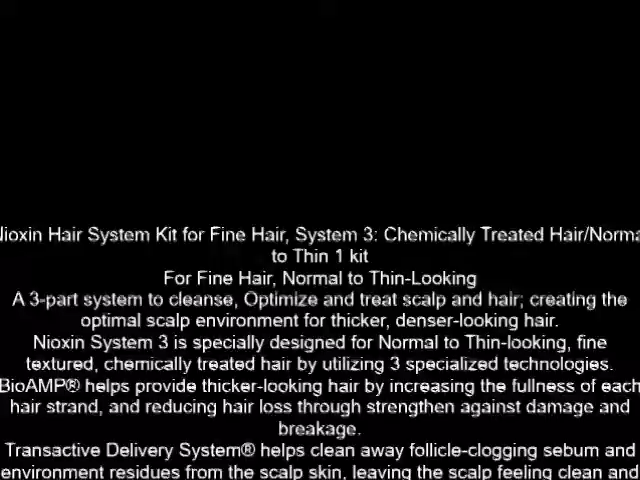 Nioxin Hair System Kit for Fine Hair, System 3: Chemically Treated Hair/Norma
to Thin 1 kit
For Fine Hair, Normal to Thin-Looking
A 3-part system to cleanse, Optimize and treat scalp and hair; creating the
optimal scalp environment for thicker, denser-looking hair.
Nioxin System 3 is specially designed for Normal to Thin-looking, fine
textured, chemically treated hair by utilizing 3 specialized technologies.
BioAMP® helps provide thicker-looking hair by increasing the fullness of each
hair strand, and reducing hair loss through strengthen against damage and
breakage.
Transactive Delivery System® helps clean away follicle-clogging sebum and
environment residues from the scalp skin, leaving the scalp feeling clean and